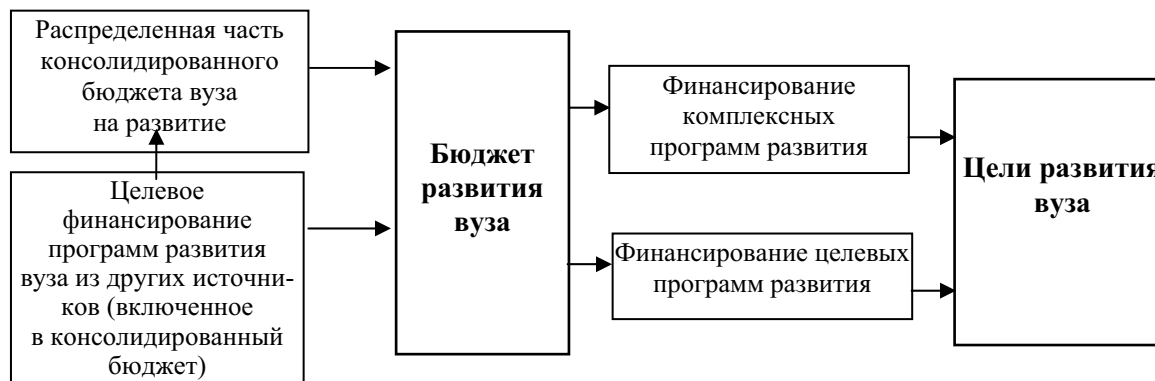 Распределенная часть
консолидированного
бюджета вуза
на развитие
Целевое
финансирование
программ развития
вуза из других источни-
ков (включенное
в консолидированный
бюджет)
Бюджет
развития
вуза
Финансирование
комплексных
программ развития
Финансирование целевых
программ развития
Цели развития
вуза